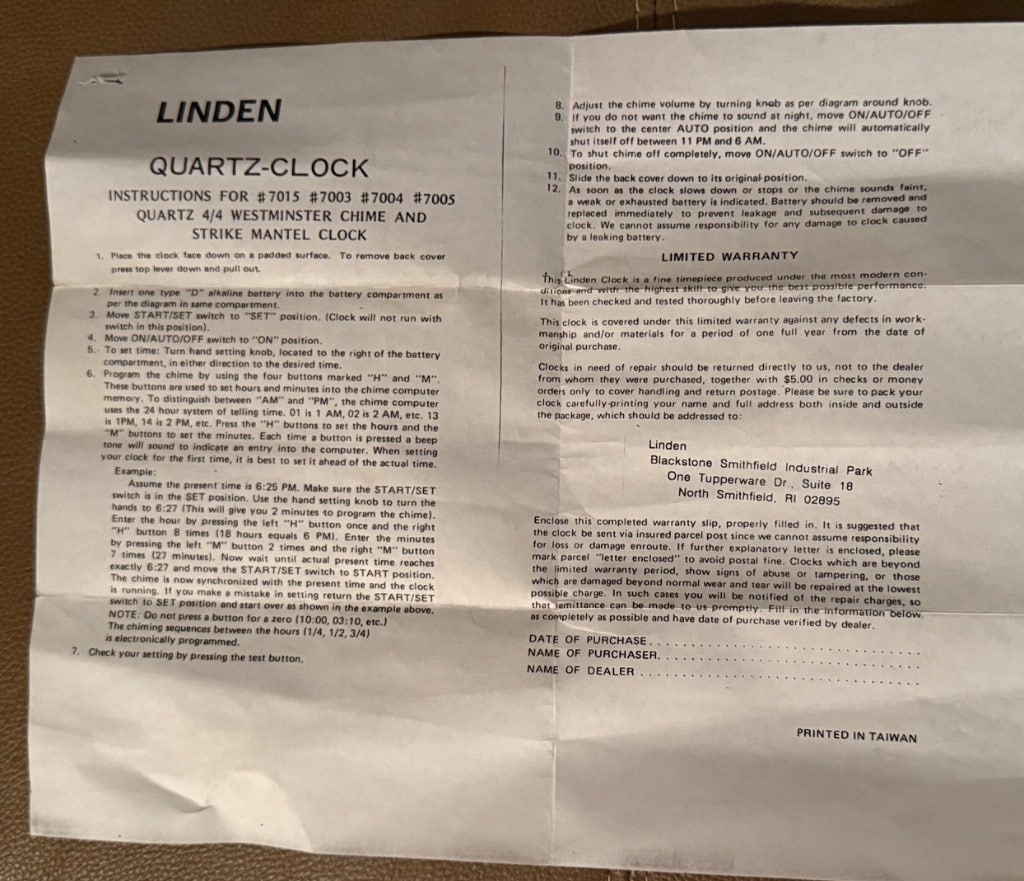 LINDEN
QUARTZ-CLOCK
INSTRUCTIONS FOR #7015 #7003 #7004 #7005
QUARTZ 4/4 WESTMINSTER CHIME AND
STRIKE MANTEL CLOCK
1. Place the clock face down on a padded surface. To remove back cover
press top lever down and pull out.
2. Insert one type "D" alkaline battery into the battery compartment as
per the diagram in same compartment.
3. Move START/SET switch to "SET" position. (Clock will not run with
switch in this position).
4. Move ON/AUTO/OFF switch to "ON" position.
5. To set time: Turn hand setting knob, located to the right of the battery
compartment, in either direction to the desired time.
6. Program the chime by using the four buttons marked "H" and "M".
These buttons are used to set hours and minutes into the chime computer
memory. To distinguish between "AM" and "PM", the chime computer
uses the 24 hour system of telling time. 01 is 1 AM, 02 is 2 AM, etc. 13
is 1PM, 14 is 2 PM, etc. Press the "H" buttons to set the hours and the
"M" buttons to set the minutes. Each time a button is pressed a beep
tone will sound to indicate an entry into the computer. When setting
your clock for the first time, it is best to set it ahead of the actual time.
Example:
Assume the present time is 6:25 PM. Make sure the START/SET
switch is in the SET position. Use the hand setting knob to turn the
hands to 6:27 (This will give you 2 minutes to program the chime).
Enter the hour by pressing the left "H" button once and the right
"H" button 8 times (18 hours equals 6 PM). Enter the minutes
by pressing the left "M" button 2 times and the right "M" button
7 times (27 minutes). Now wait until actual present time reaches
exactly 6:27 and move the START/SET switch to START position.
The chime is now synchronized with the present time and the clock
is running. If you make a mistake in setting return the START/SET
switch to SET position and start over as shown in the example above.
NOTE: Do not press a button for a zero (10:00, 03:10, etc.)
The chiming sequences between the hours (1/4, 1/2, 3/4)
is electronically programmed.
7. Check your setting by pressing the test button.
8. Adjust the chime volume by turning knob as per diagram around knob.
9. If you do not want the chime to sound at night, move ON/AUTO/OFF
switch to the center AUTO position and the chime will automatically
shut itself off between 11 PM and 6 AM.
10. To shut chime off completely, move ON/AUTO/OFF switch to "OFF"
position.
11. Slide the back cover down to its original position.
12. As soon as the clock slows down or stops or the chime sounds faint,
a weak or exhausted battery is indicated. Battery should be removed and
replaced immediately to prevent leakage and subsequent damage to
clock. We cannot assume responsibility for any damage to clock caused
by a leaking battery.
LIMITED WARRANTY
This Linden Clock is a fine timepiece produced under the most modern con-
ditions and with the highest skill to give you the best possible performance.
It has been checked and tested thoroughly before leaving the factory.
This clock is covered under this limited warranty against any defects in work-
manship and/or materials for a period of one full year from the date of
original purchase.
Clocks in need of repair should be returned directly to us, not to the dealer
from whom they were purchased, together with $5.00 in checks or money
orders only to cover handling and return postage. Please be sure to pack your
clock carefully-printing your name and full address both inside and outside
the package, which should be addressed to:
Linden
Blackstone Smithfield Industrial Park
One Tupperware Dr., Suite 18
North Smithfield, RI 02895
Enclose this completed warranty slip, properly filled in. It is suggested that
the clock be sent via insured parcel post since we cannot assume responsibility
for loss or damage enroute. If further explanatory letter is enclosed, please
mark parcel "letter enclosed" to avoid postal fine. Clocks which are beyond
the limited warranty period, show signs of abuse or tampering, or those
which are damaged beyond normal wear and tear will be repaired at the lowest
possible charge. In such cases you will be notified of the repair charges, so
that remittance can be made to us promptly. Fill in the information below
as completely as possible and have date of purchase verified by dealer.
DATE OF PURCHASE. . . . . . . . . . . . . . . . . . . . . . . . . . . . .
NAME OF PURCHASER. . . . . . . . . . . . . . . . . . . . . . . . . . . .
NAME OF DEALER . . . . . . . . . . . . . . . . . . . . . . . . . . . . . .
PRINTED IN TAIWAN